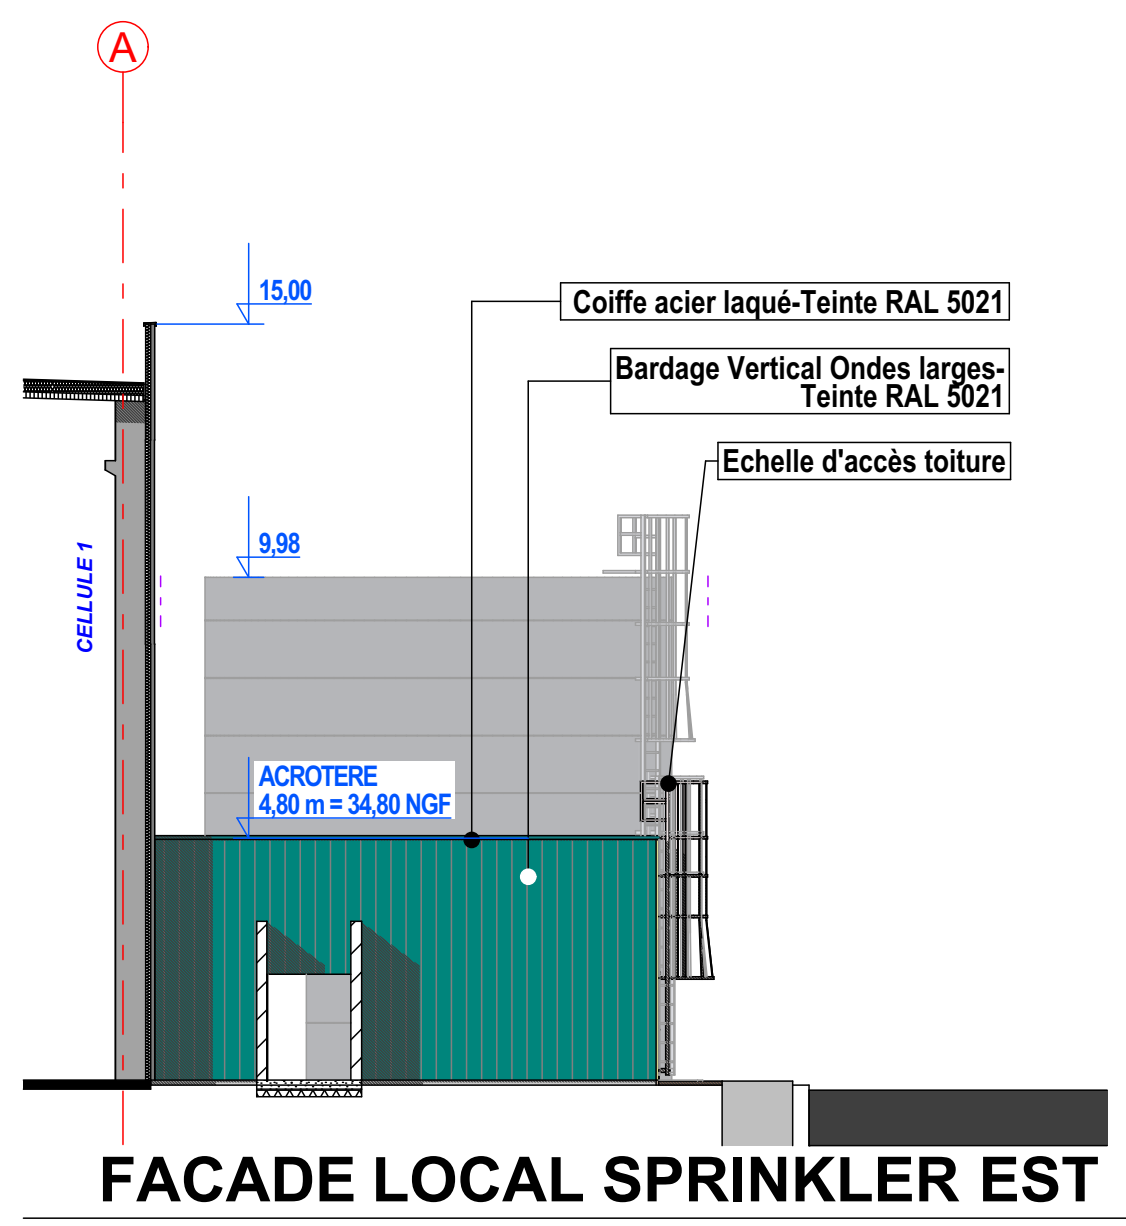 A
15,00
Coiffe acier laqué-Teinte RAL 5021
Bardage Vertical Ondes larges-
Teinte RAL 5021
Echelle d'accès toiture
9,98
CELLULE 1
ACROTERE
4,80 m = 34,80 NGF
FACADE LOCAL SPRINKLER EST